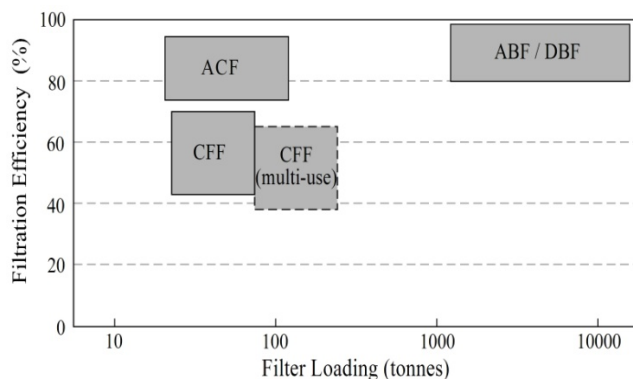 Filtration Efficiency (%)
100
80
60
40
20
0
ACF
ABF / DBF
CFF
CFF
(multi-use)
10
100
1000
10000
Filter Loading (tonnes)